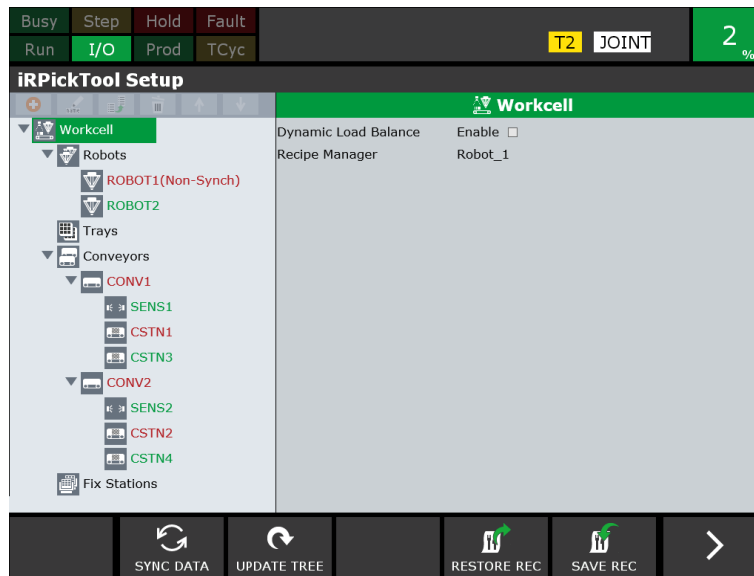 Busy Step Hold Fault
Run I/O Prod TCyc
T2 JOINT
2 %
iRPickTool Setup
Workcell
Workcell
Dynamic Load Balance Enable
Robots
Recipe Manager Robot_1
ROBOT1(Non-Synch)
ROBOT2
Trays
Conveyors
CONV1
SENS1
CSTN1
CSTN3
CONV2
SENS2
CSTN2
CSTN4
Fix Stations
SYNC DATA UPDATE TREE RESTORE REC SAVE REC